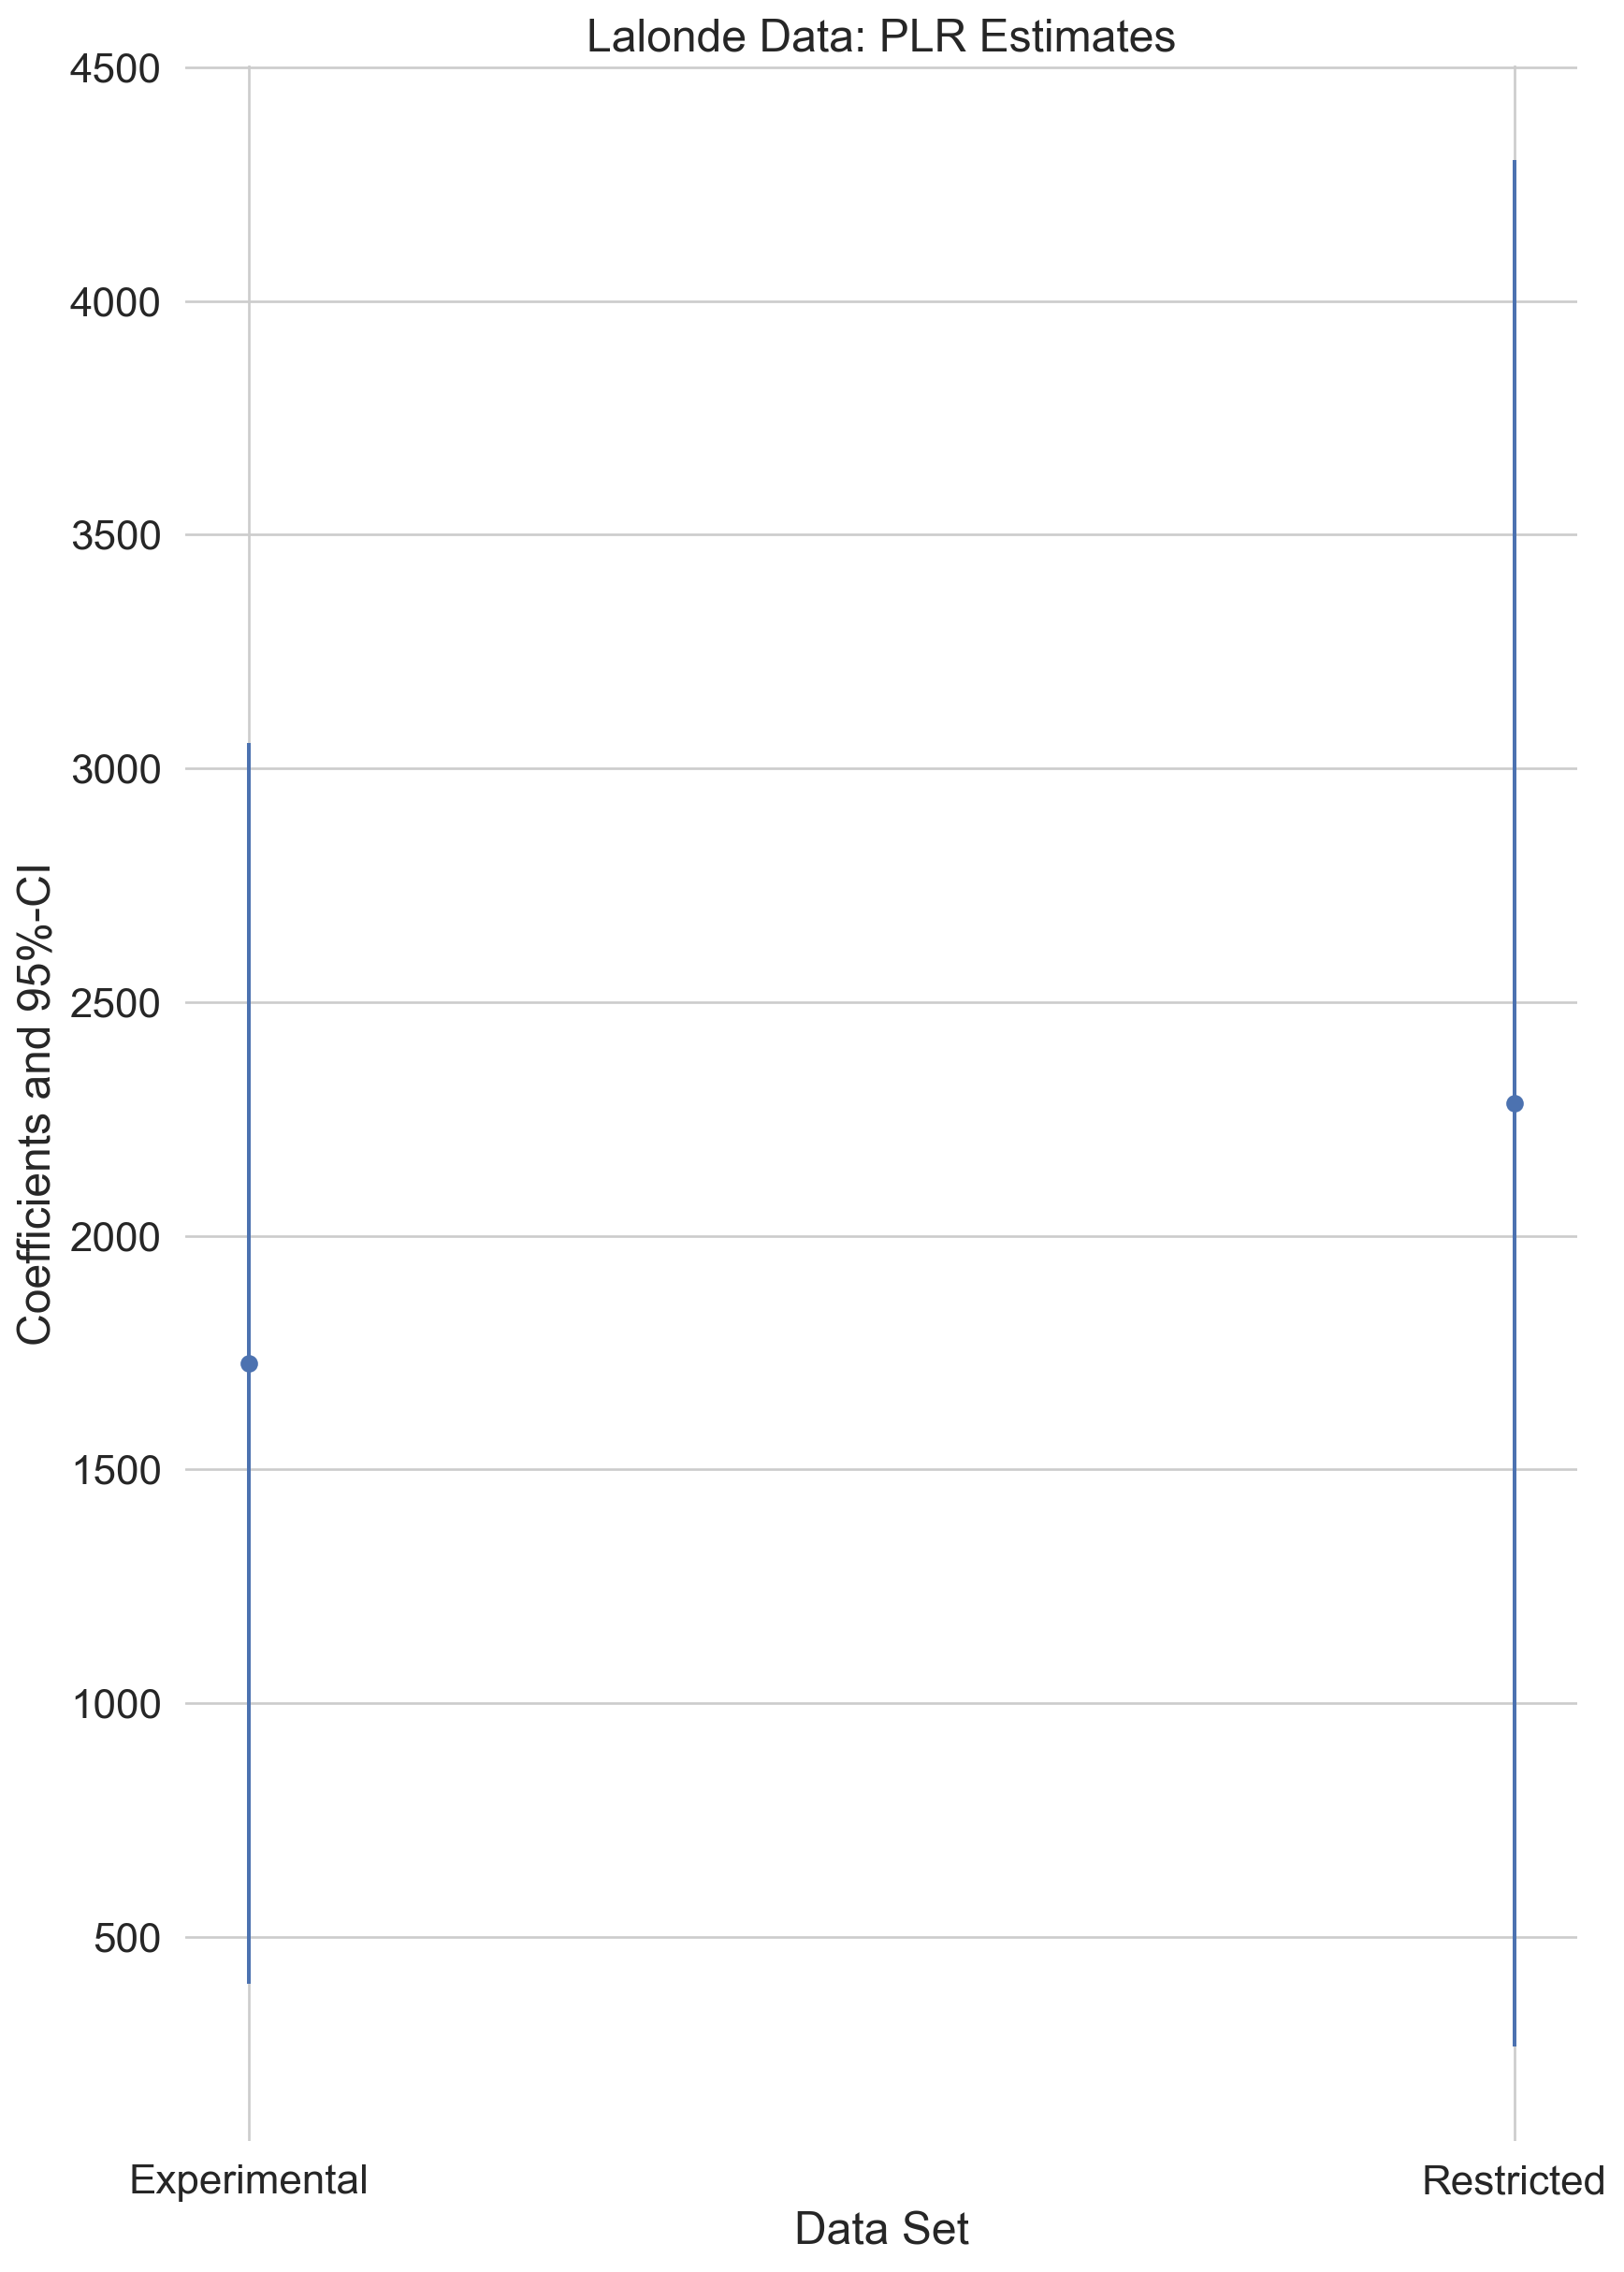 Lalonde Data: PLR Estimates
4500
4000
3500
3000
2500
2000
1500
1000
500
Coefficients and 95%-CI
Experimental
Restricted
Data Set